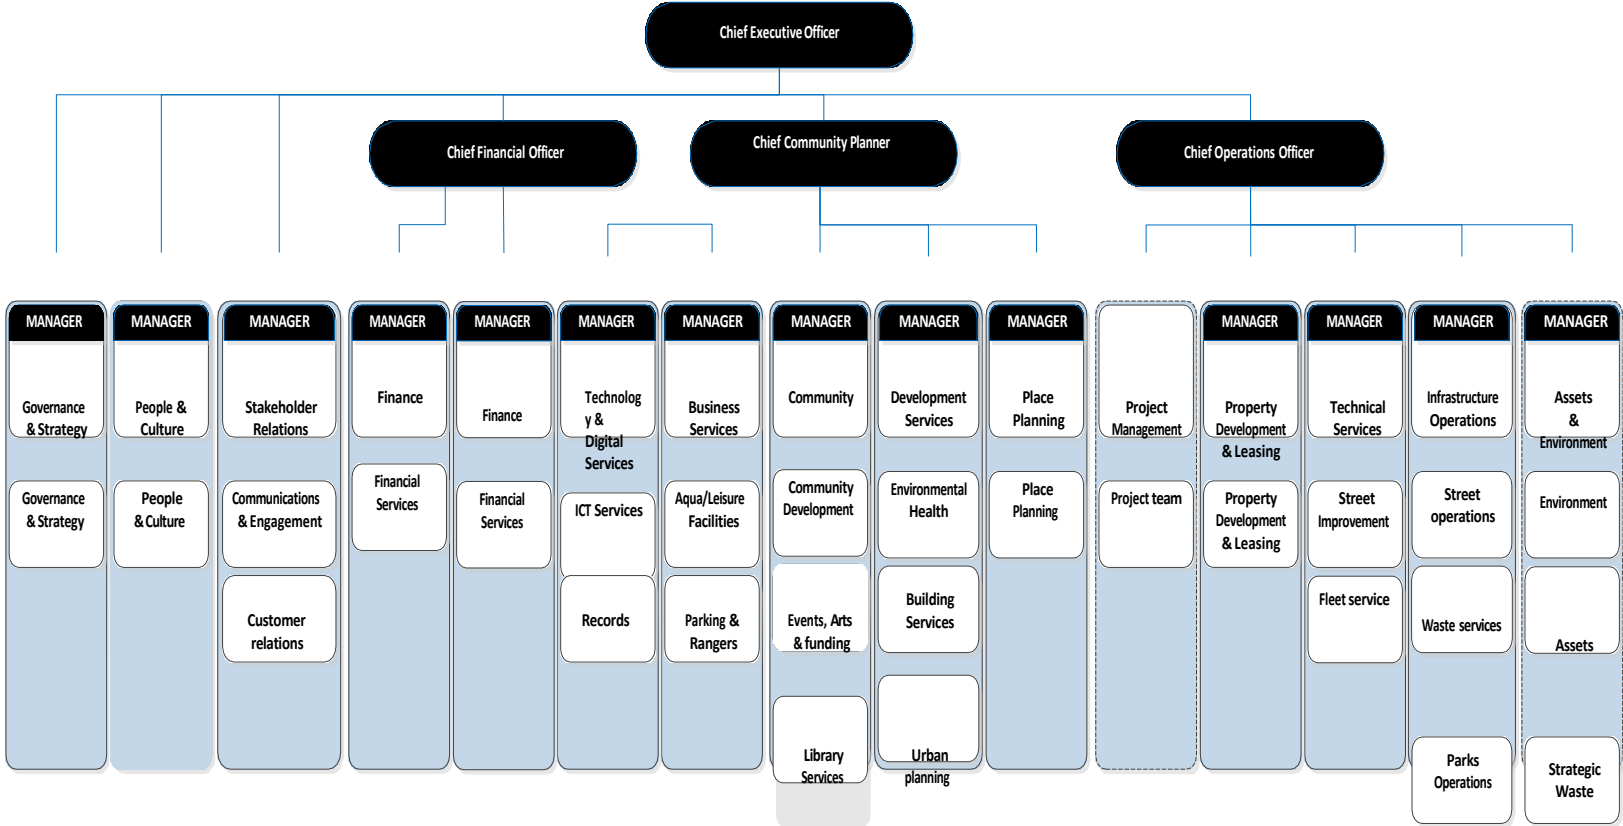 Chief Executive Officer
Chief Financial Officer
Chief Community Planner
Chief Operations Officer
MANAGER
Governance
& Strategy
Governance
& Strategy
MANAGER
People &
Culture
People
& Culture
MANAGER
Stakeholder
Relations
Communications
& Engagement
Customer
relations
MANAGER
Finance
Financial
Services
MANAGER
Finance
Financial
Services
MANAGER
Technolog
y &
Digital
Services
ICT Services
Records
MANAGER
Business
Services
Aqua/Leisure
Facilities
Parking &
Rangers
MANAGER
Community
Community
Development
Events, Arts
& funding
Library
Services
MANAGER
Development
Services
Environmental
Health
Building
Services
Urban
planning
MANAGER
Place
Planning
Place
Planning
Project
Management
Project team
MANAGER
Property
Development
& Leasing
Property
Development
& Leasing
MANAGER
Technical
Services
Street
Improvement
Fleet service
MANAGER
Infrastructure
Operations
Street
operations
Waste services
Parks
Operations
MANAGER
Assets
&
Environment
Environment
Assets
Strategic
Waste